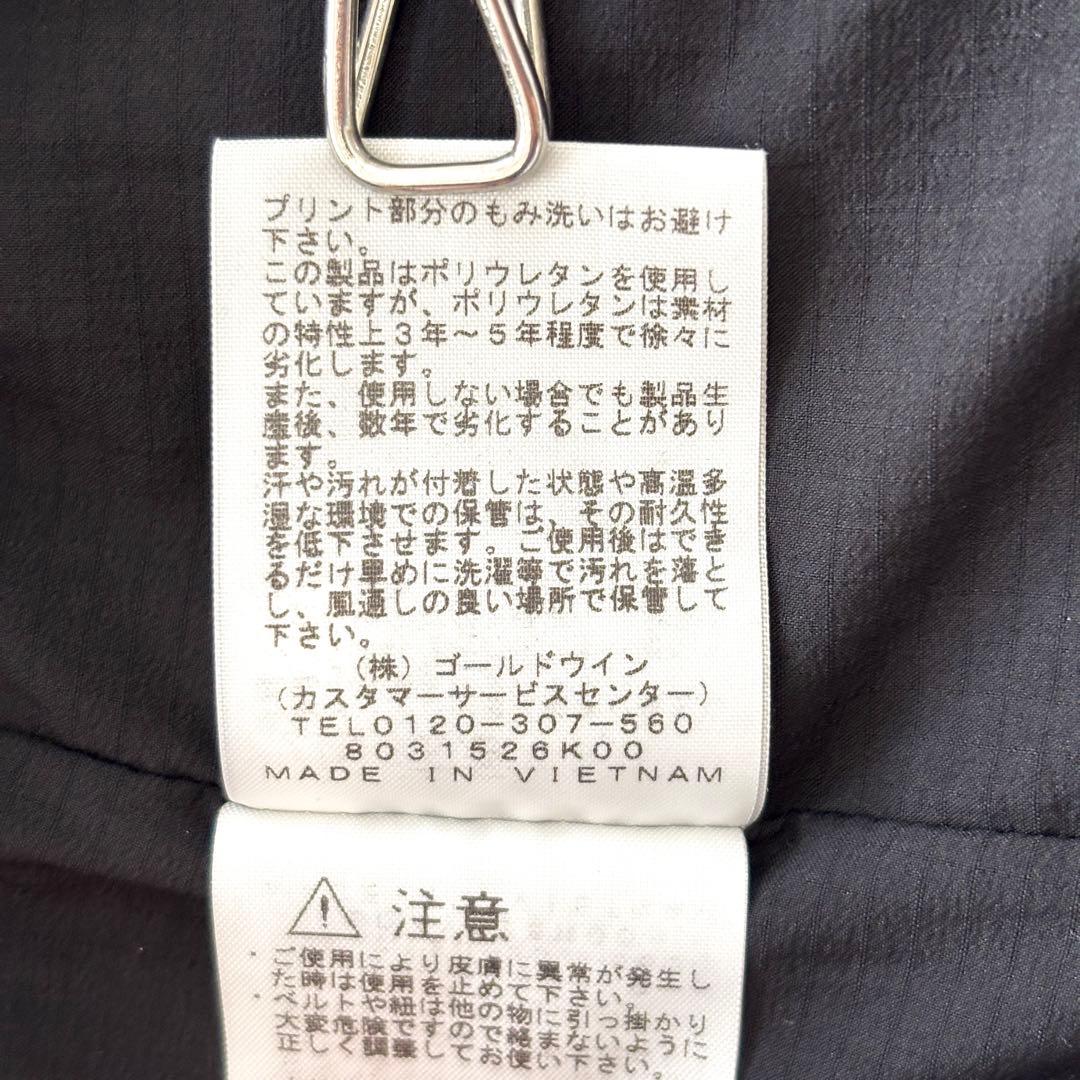 プリント部分のもみ洗いはお避け
下さい。
この製品はポリウレタンを使用し
ていますが、ポリウレタンは素材
の特性上３年～５年程度で徐々に
劣化します。
また、使用しない場合でも製品生
産後、数年で劣化することがあり
ます。
汗や汚れが付着した状態や高温多
湿な環境での保管は、その耐久性
を低下させます。ご使用後はでき
るだけ早めに洗濯等で汚れを落と
し、風通しの良い場所で保管して
下さい。
（株）ゴールドウイン
（カスタマーサービスセンター）
TEL0120－307－560
8031526K00
MADE IN VIETNAM
注意
・ご使用により皮膚に異常が発生し
た時は使用を止めて下さい。
・ベルトや紐は他の物に引っ掛かり
大変危険ですので絡まないように
正しく調整してお使い下さい。